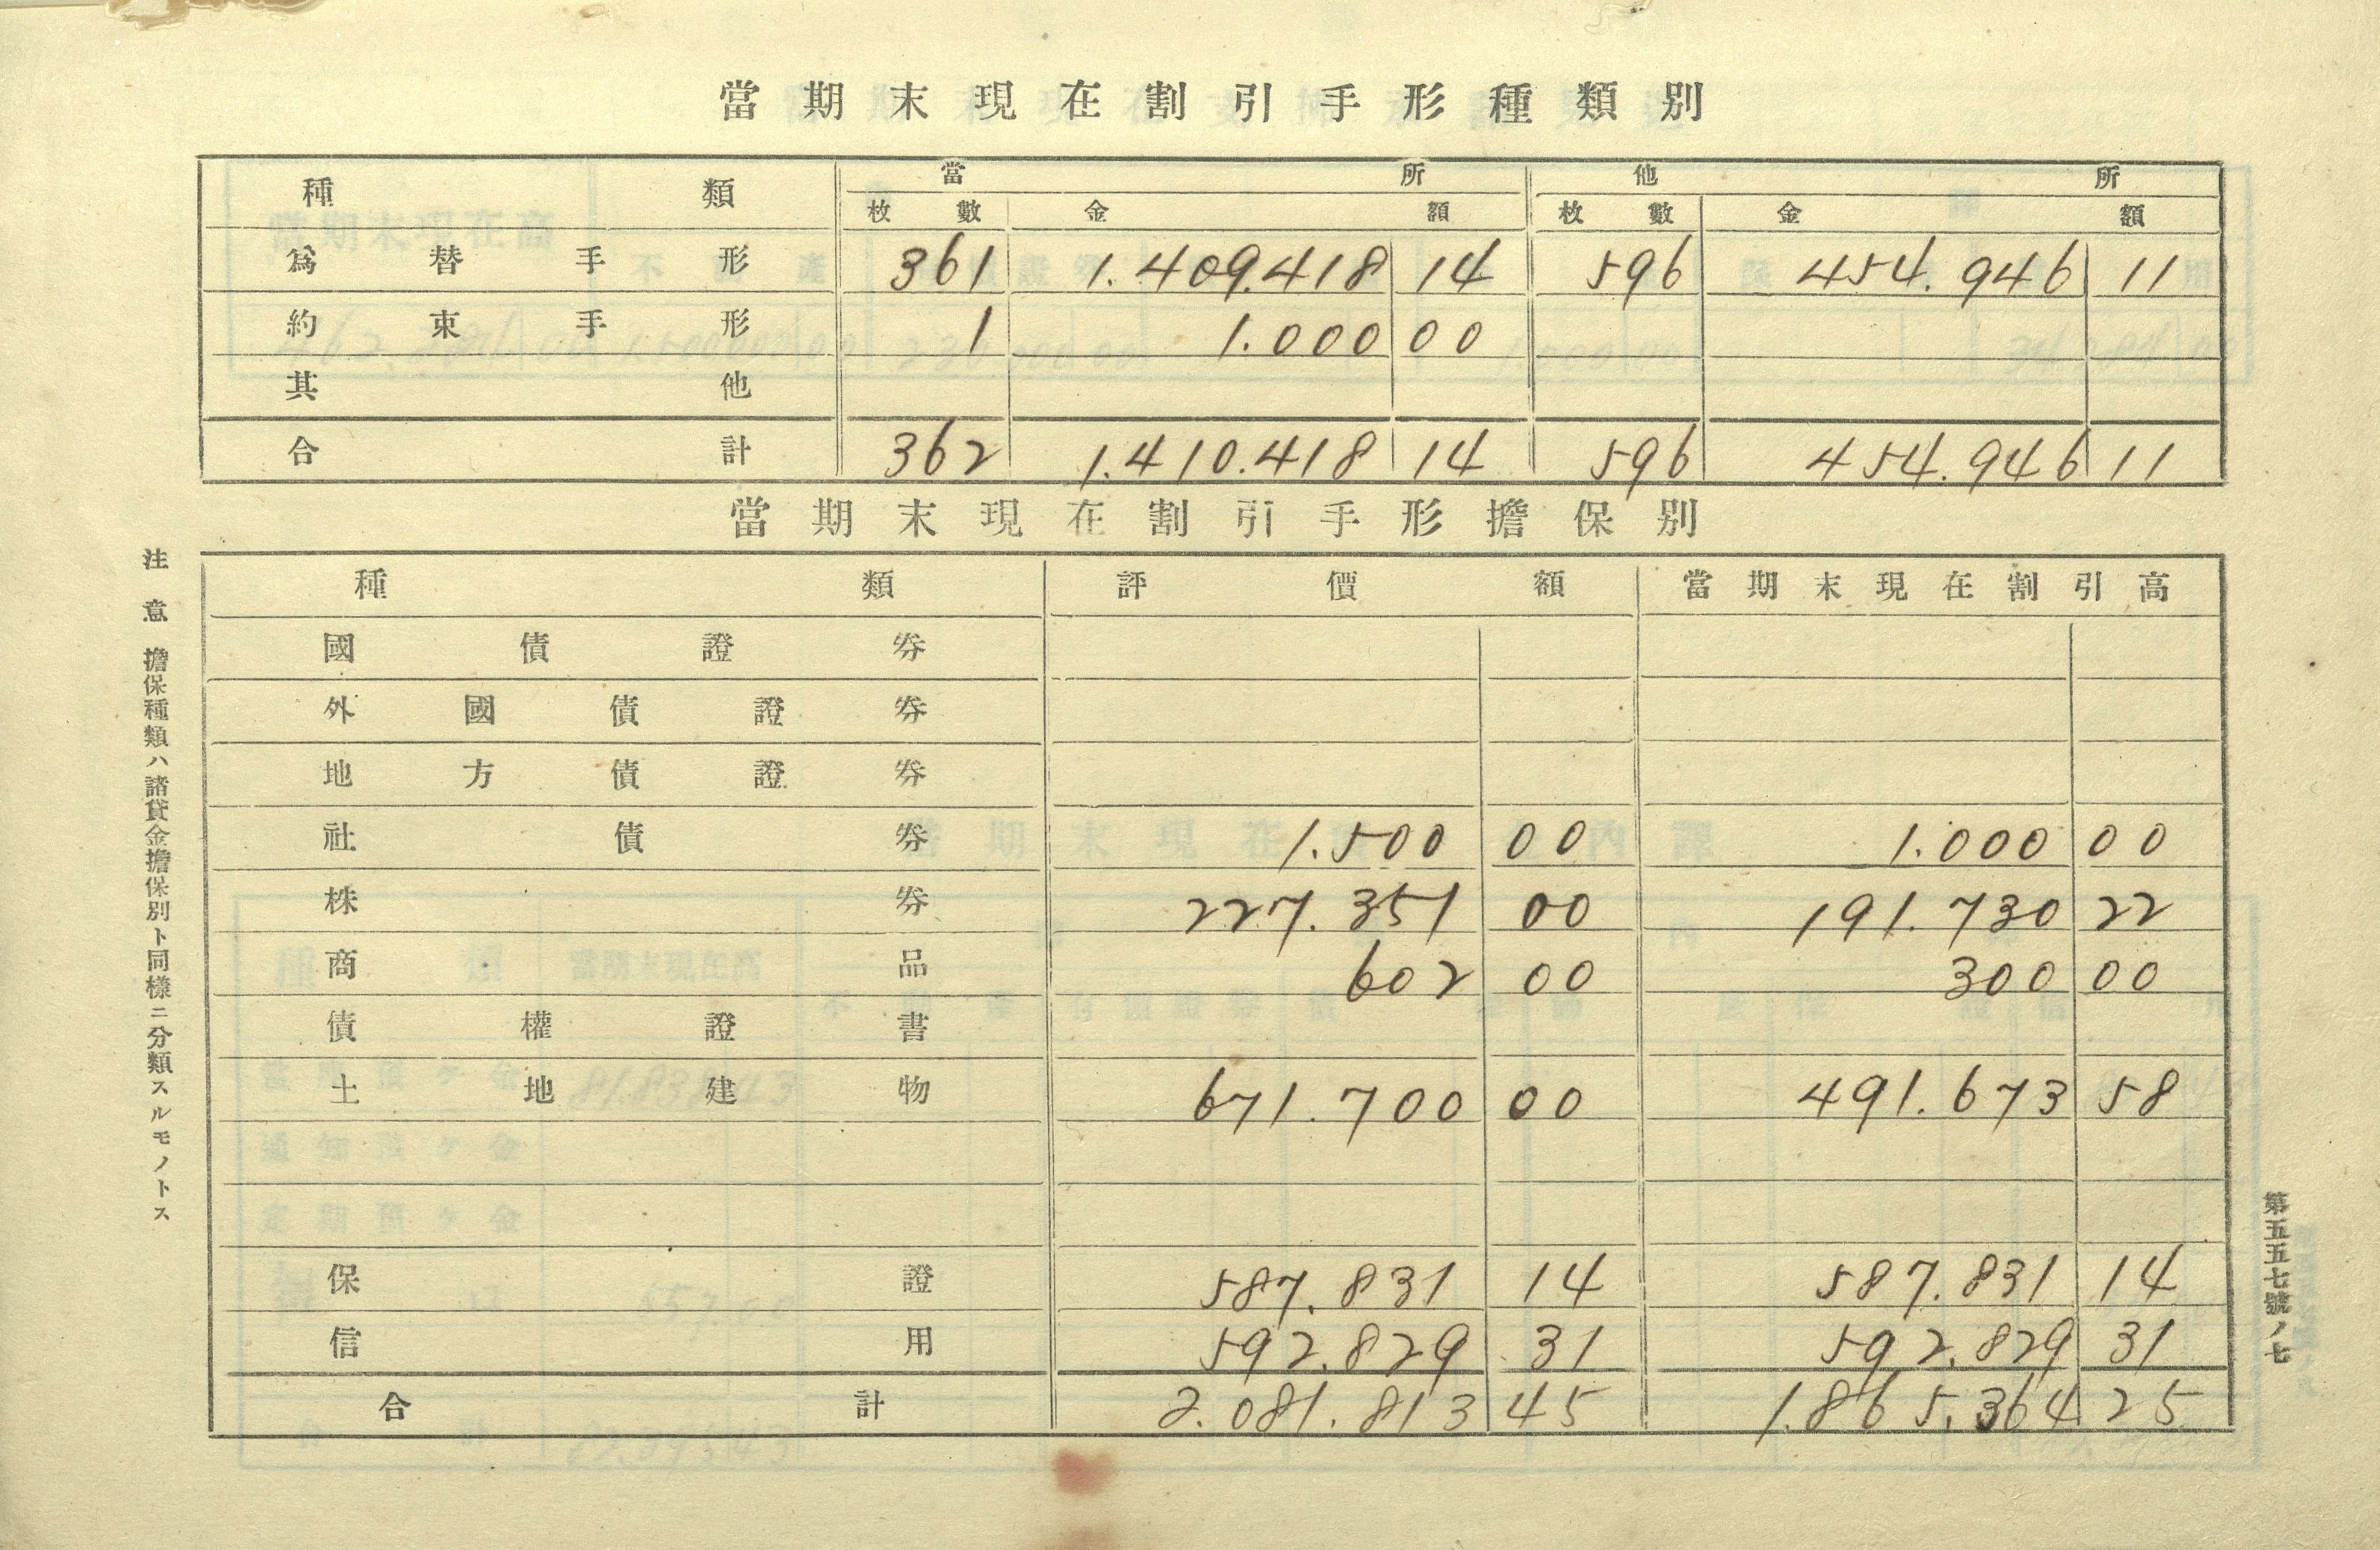 當期末現在割引手形種類別
種類 當所 他所
枚數 金額 枚數 金額
爲替手形 361 1.409.418 14 596 454.946 11
約束手形 1 1.000 00
其他
合計 362 1.410.418 14 596 454.946 11
當期末現在割引手形擔保別
種類 評價額 當期末現在割引高
國債證券
外國債證券
地方債證券
社債券 1.500 00 1.000 00
株券 227.351 00 191.730 22
商品 602 00 300 00
債權證書
土地建物 671.700 00 491.673 58
保證 587.831 14 587.831 14
信用 592.829 31 592.829 31
合計 2.081.813 45 1.865.364 25
注意 擔保種類ハ諸貸金擔保別ト同樣ニ分類スルモノトス
第五五七號ノ七